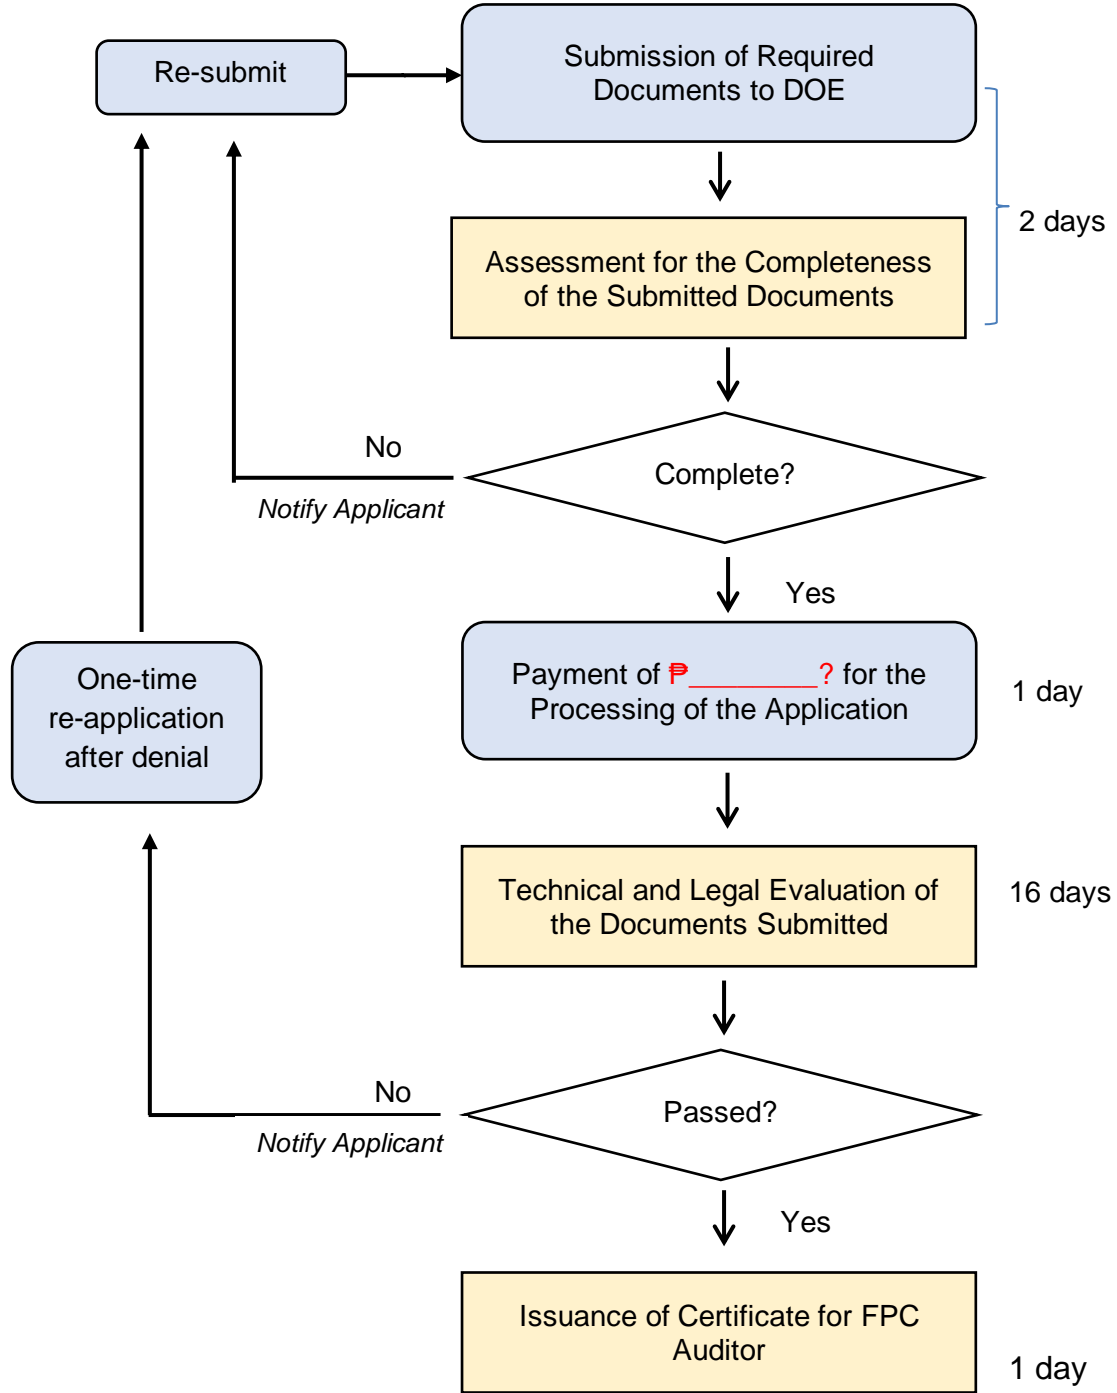 Re-submit
Submission of Required
Documents to DOE
2 days
Assessment for the Completeness
of the Submitted Documents
No
Complete?
Notify Applicant
Yes
Payment of ₱_________? for the
Processing of the Application
1 day
One-time
re-application
after denial
Technical and Legal Evaluation of
the Documents Submitted
16 days
No
Passed?
Notify Applicant
Yes
Issuance of Certificate for FPC
Auditor
1 day